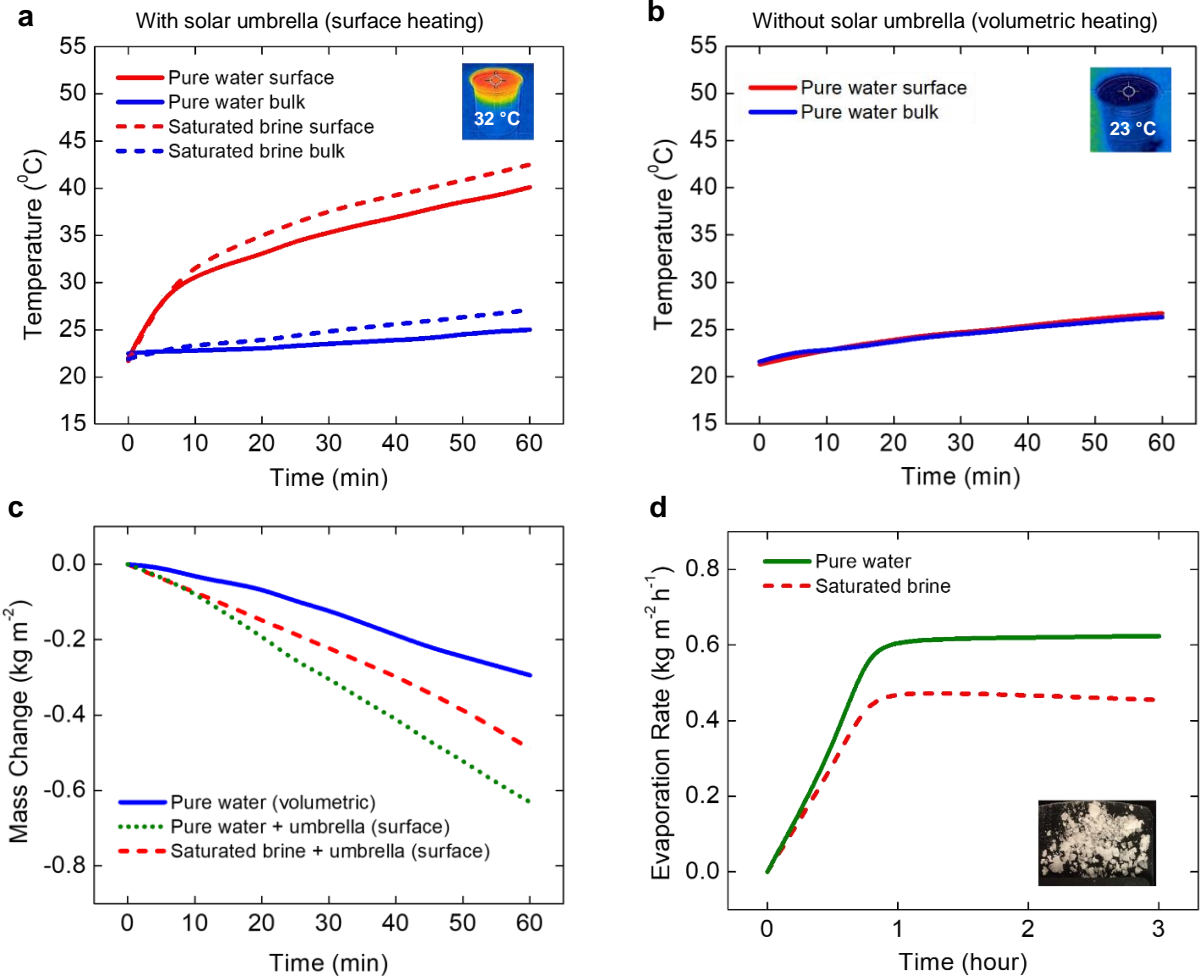 a
With solar umbrella (surface heating)
55
50
45
40
35
30
25
20
15
Temperature (⁰C)
Pure water surface
Pure water bulk
Saturated brine surface
Saturated brine bulk
32 °C
0 10 20 30 40 50 60
Time (min)
b
Without solar umbrella (volumetric heating)
55
50
45
40
35
30
25
20
15
Temperature (⁰C)
Pure water surface
Pure water bulk
23 °C
0 10 20 30 40 50 60
Time (min)
c
0.0
-0.2
-0.4
-0.6
-0.8
Mass Change (kg m⁻²)
Pure water (volumetric)
Pure water + umbrella (surface)
Saturated brine + umbrella (surface)
0 10 20 30 40 50 60
Time (min)
d
0.8
0.6
0.4
0.2
0.0
Evaporation Rate (kg m⁻² h⁻¹)
Pure water
Saturated brine
0 1 2 3
Time (hour)